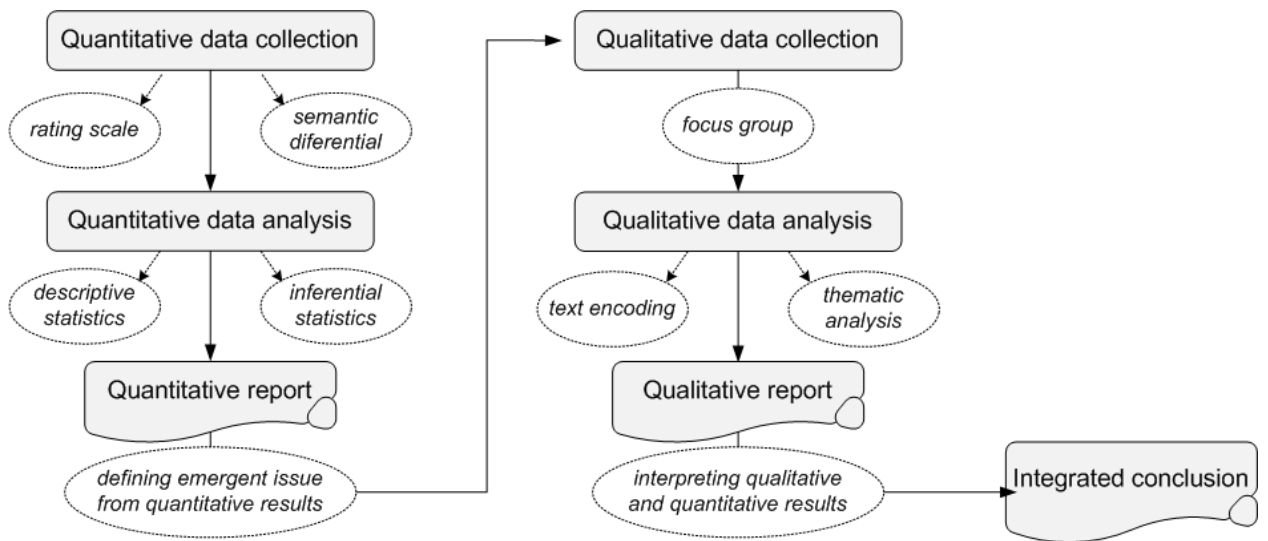 Quantitative data collection
rating scale
semantic
diferential
Quantitative data analysis
descriptive
statistics
inferential
statistics
Quantitative report
defining emergent issue
from quantitative results
Qualitative data collection
focus group
Qualitative data analysis
text encoding
thematic
analysis
Qualitative report
interpreting qualitative
and quantitative results
Integrated conclusion